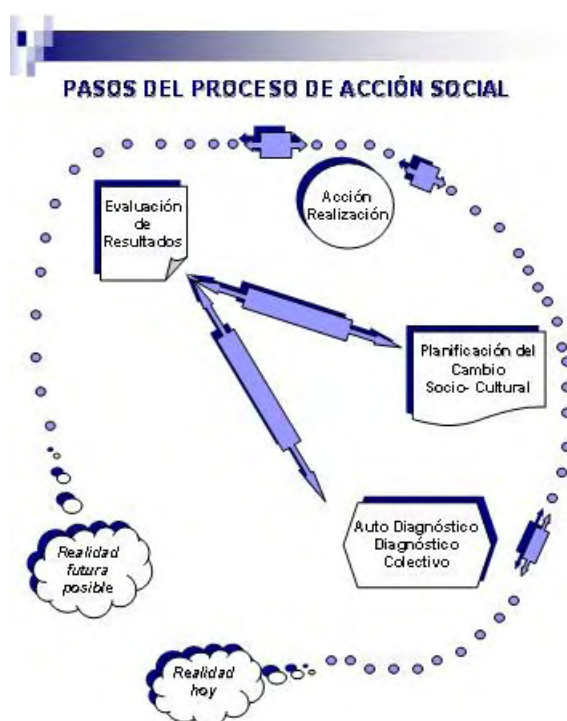 PASOS DEL PROCESO DE ACCIÓN SOCIAL
Evaluación
de
Resultados
Acción
Realización
Planificación del
Cambio
Socio- Cultural
Auto Diagnóstico
Diagnóstico
Colectivo
Realidad
futura
posible
Realidad
hoy